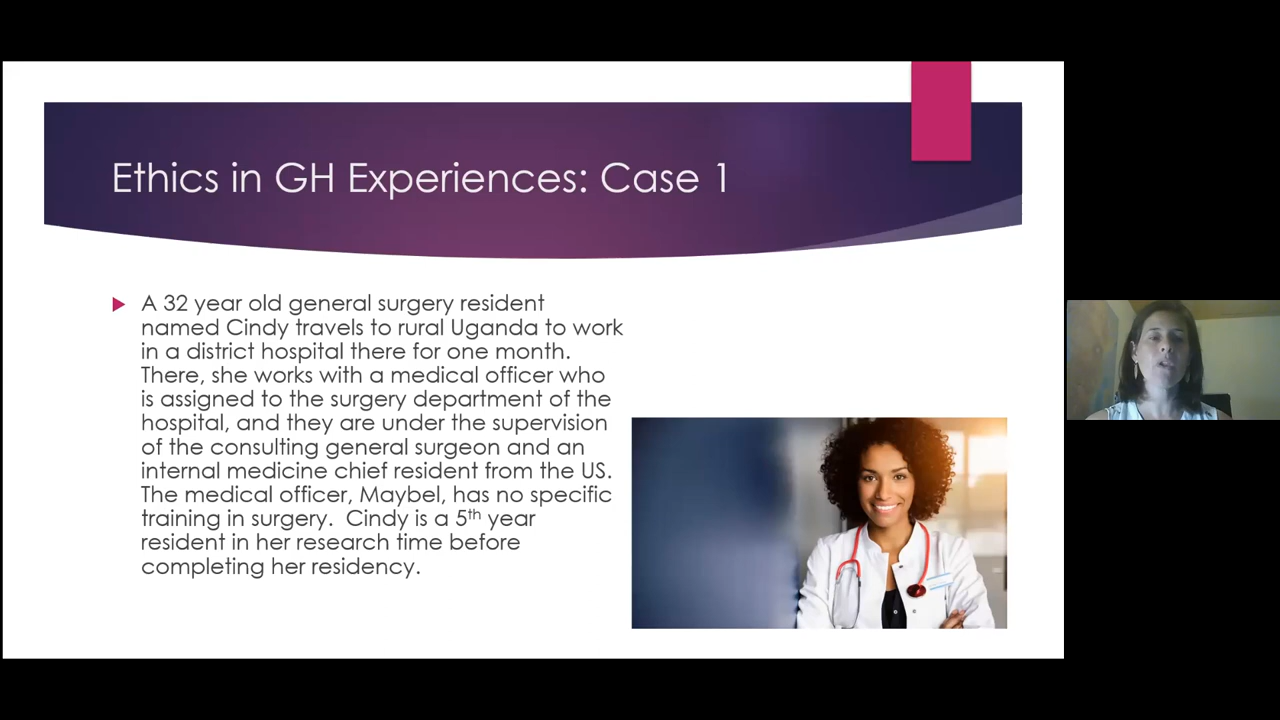 Ethics in GH Experiences: Case 1
A 32 year old general surgery resident
named Cindy travels to rural Uganda to work
in a district hospital there for one month.
There, she works with a medical officer who
is assigned to the surgery department of the
hospital, and they are under the supervision
of the consulting general surgeon and an
internal medicine chief resident from the US.
The medical officer, Maybel, has no specific
training in surgery.  Cindy is a 5th year
resident in her research time before
completing her residency.